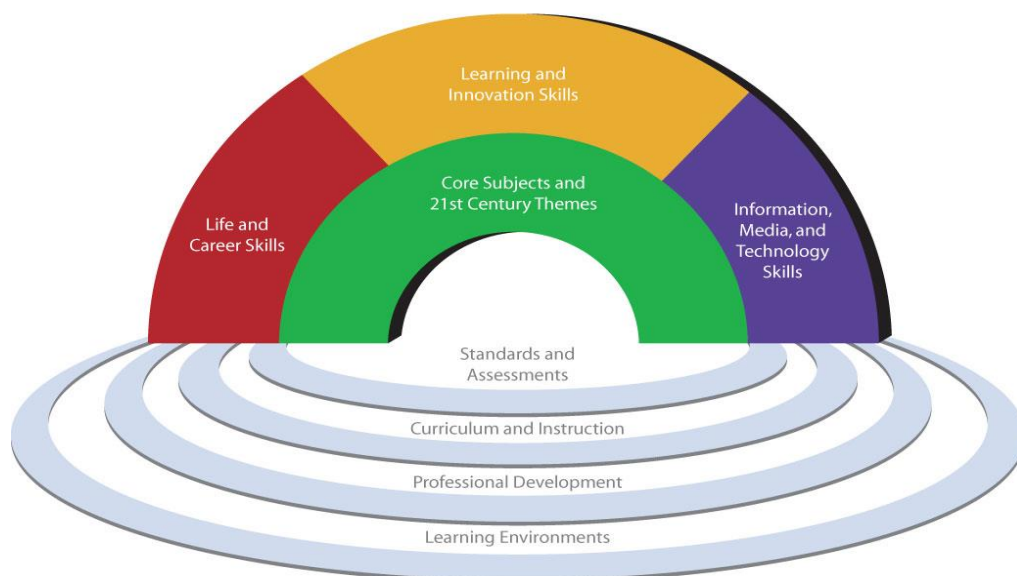 Learning and
Innovation Skills
Core Subjects and
21st Century Themes
Life and
Career Skills
Information,
Media, and
Technology
Skills
Standards and
Assessments
Curriculum and Instruction
Professional Development
Learning Environments